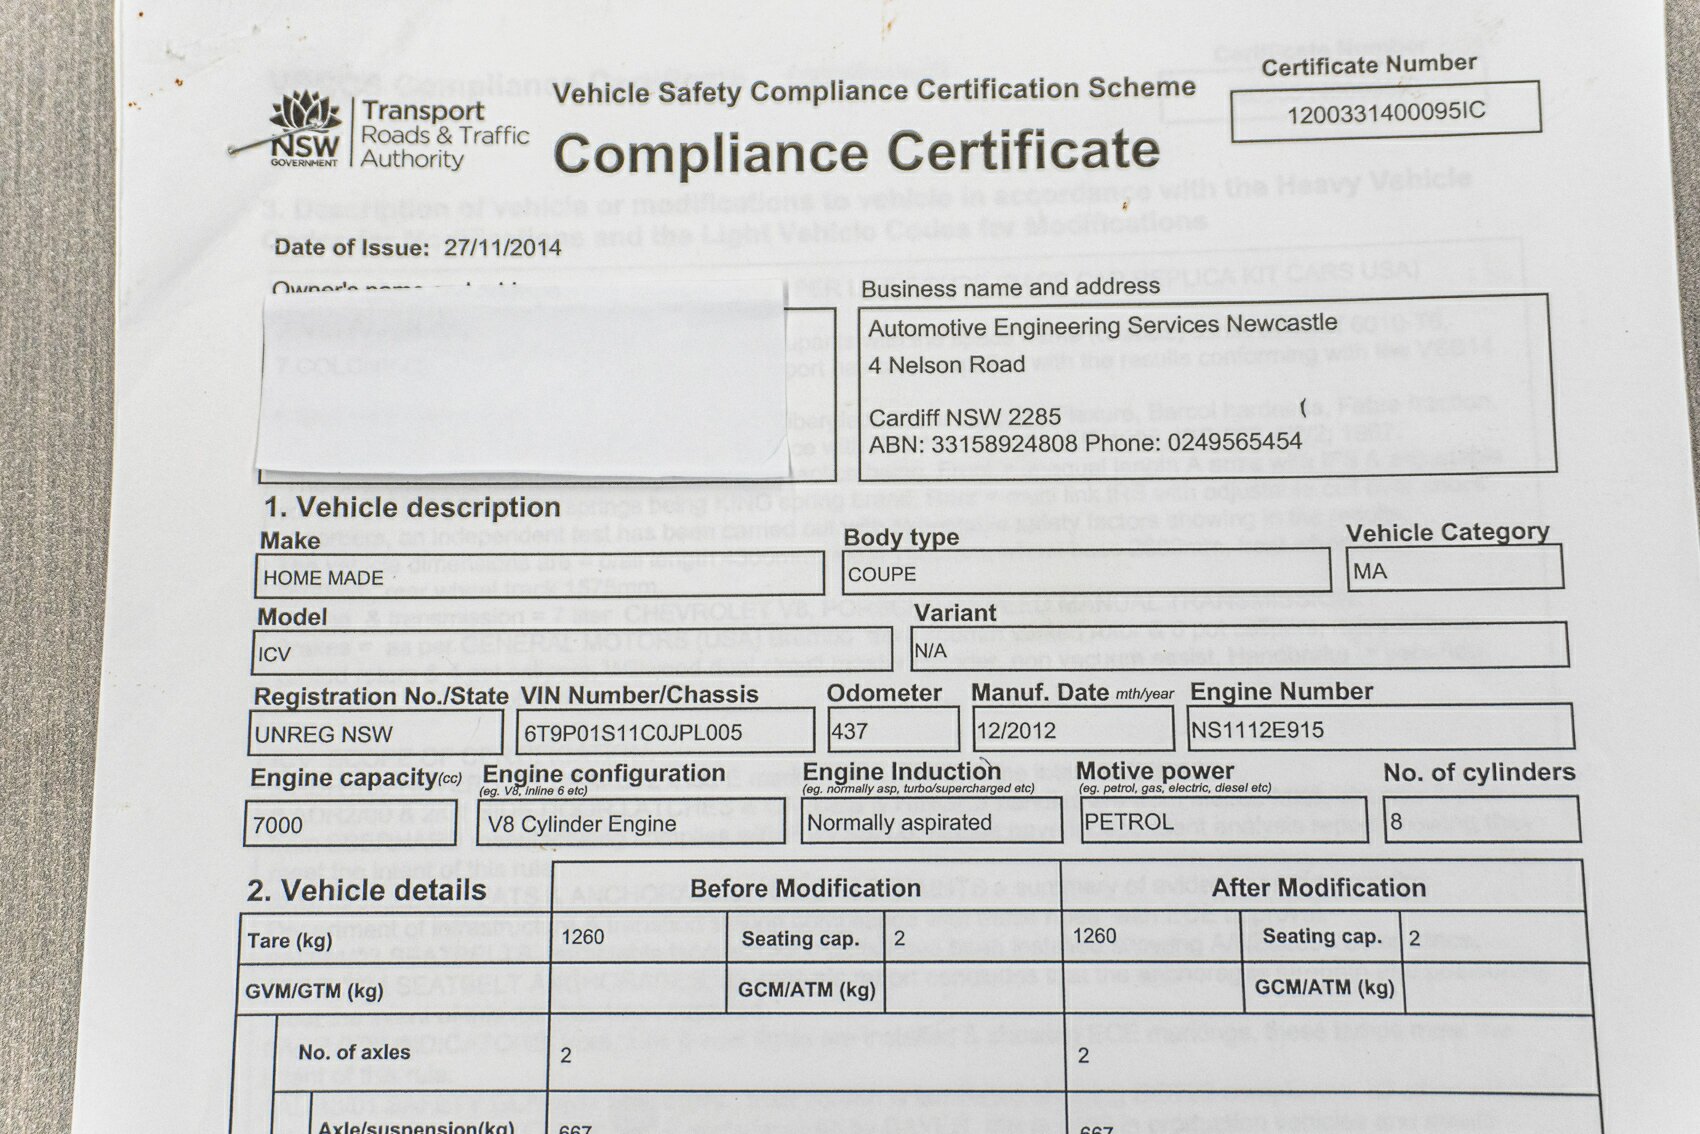 NSW
GOVERNMENT
Transport
Roads & Traffic
Authority
Vehicle Safety Compliance Certification Scheme
Compliance Certificate
Certificate Number
1200331400095IC
Date of Issue: 27/11/2014
Owner's name
Business name and address
Automotive Engineering Services Newcastle
4 Nelson Road
Cardiff NSW 2285
ABN: 33158924808 Phone: 0249565454
1. Vehicle description
Make
Body type
Vehicle Category
HOME MADE
COUPE
MA
Model
Variant
ICV
N/A
Registration No./State VIN Number/Chassis Odometer Manuf. Date mth/year Engine Number
UNREG NSW 6T9P01S11C0JPL005 437 12/2012 NS1112E915
Engine capacity(cc) Engine configuration Engine Induction Motive power No. of cylinders
(eg. V8, inline 6 etc) (eg. normally asp, turbo/supercharged etc) (eg. petrol, gas, electric, diesel etc)
7000 V8 Cylinder Engine Normally aspirated PETROL 8
2. Vehicle details Before Modification After Modification
Tare (kg) 1260 Seating cap. 2 1260 Seating cap. 2
GVM/GTM (kg) GCM/ATM (kg) GCM/ATM (kg)
No. of axles 2 2
Axle/suspension(kg) 667 667